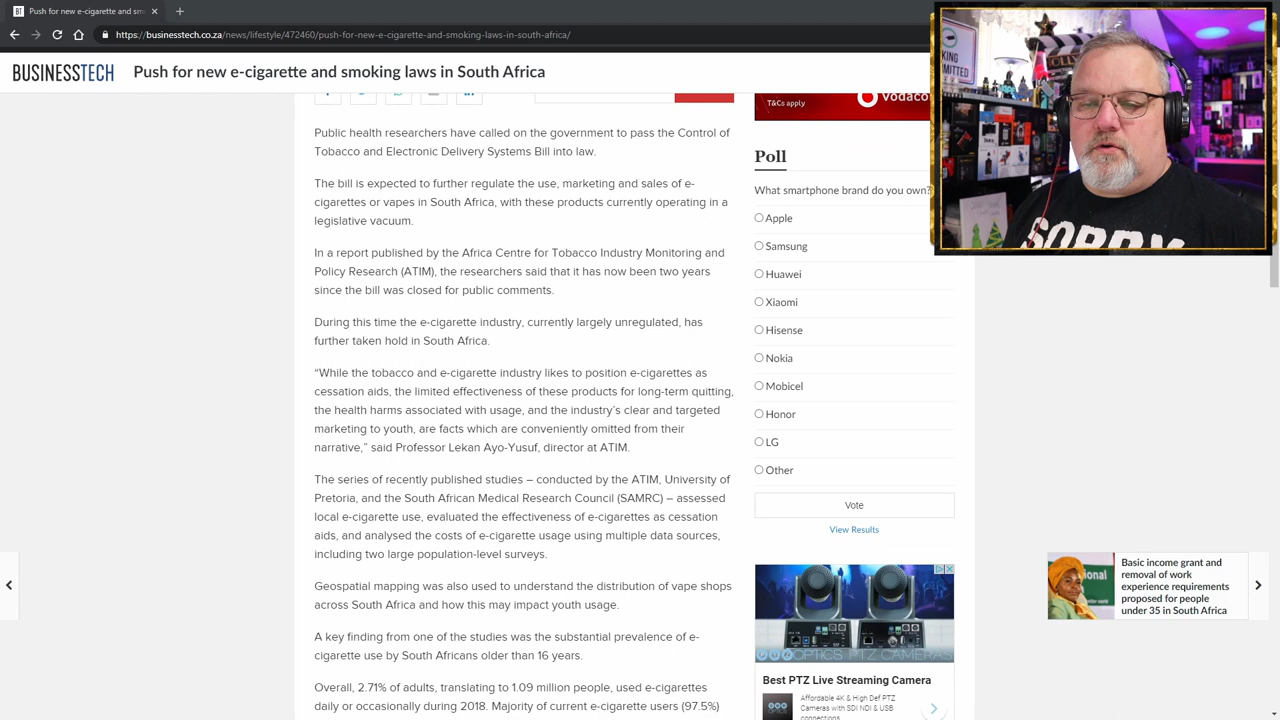 BT Push for new e-cigarette and sm
https://businesstech.co.za/news/lifestyle/472460/push-for-new-e-cigarette-and-smoking-laws-in-south-africa/
BUSINESSTECH Push for new e-cigarette and smoking laws in South Africa
T&Cs apply
vodaco
Public health researchers have called on the government to pass the Control of
Tobacco and Electronic Delivery Systems Bill into law.
The bill is expected to further regulate the use, marketing and sales of e-
cigarettes or vapes in South Africa, with these products currently operating in a
legislative vacuum.
In a report published by the Africa Centre for Tobacco Industry Monitoring and
Policy Research (ATIM), the researchers said that it has now been two years
since the bill was closed for public comments.
During this time the e-cigarette industry, currently largely unregulated, has
further taken hold in South Africa.
“While the tobacco and e-cigarette industry likes to position e-cigarettes as
cessation aids, the limited effectiveness of these products for long-term quitting,
the health harms associated with usage, and the industry’s clear and targeted
marketing to youth, are facts which are conveniently omitted from their
narrative,” said Professor Lekan Ayo-Yusuf, director at ATIM.
The series of recently published studies – conducted by the ATIM, University of
Pretoria, and the South African Medical Research Council (SAMRC) – assessed
local e-cigarette use, evaluated the effectiveness of e-cigarettes as cessation
aids, and analysed the costs of e-cigarette usage using multiple data sources,
including two large population-level surveys.
Geospatial mapping was also used to understand the distribution of vape shops
across South Africa and how this may impact youth usage.
A key finding from one of the studies was the substantial prevalence of e-
cigarette use by South Africans older than 16 years.
Overall, 2.71% of adults, translating to 1.09 million people, used e-cigarettes
daily or occasionally during 2018. Majority of current e-cigarette users (97.5%)
Poll
What smartphone brand do you own?
Apple
Samsung
Huawei
Xiaomi
Hisense
Nokia
Mobicel
Honor
LG
Other
Vote
View Results
OPTICS PTZ CAMERAS
Best PTZ Live Streaming Camera
Affordable 4K & High Def PTZ
Cameras with SDI NDI & USB
connections.
Basic income grant and
removal of work
experience requirements
proposed for people
under 35 in South Africa
SORRY